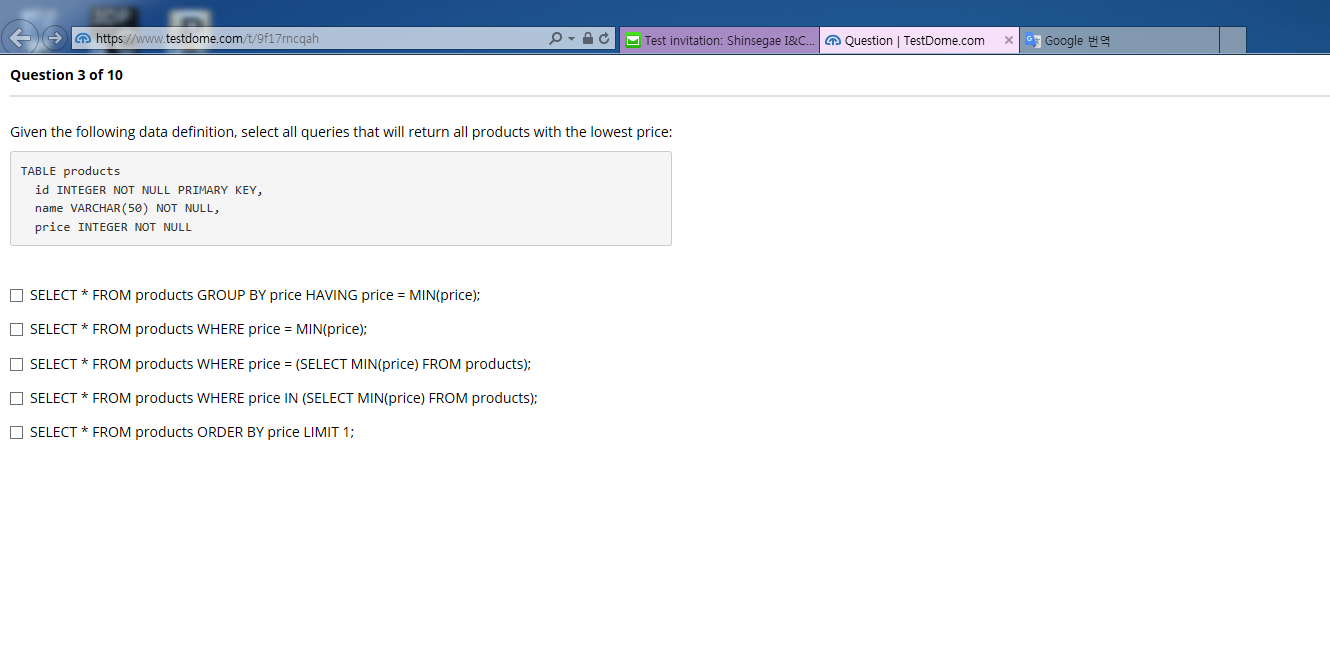 https://www.testdome.com/t/9f17rncqah
Test invitation: Shinsegae I&C...
Question | TestDome.com
Google 번역
Question 3 of 10
Given the following data definition, select all queries that will return all products with the lowest price:
TABLE products
id INTEGER NOT NULL PRIMARY KEY,
name VARCHAR(50) NOT NULL,
price INTEGER NOT NULL
SELECT * FROM products GROUP BY price HAVING price = MIN(price);
SELECT * FROM products WHERE price = MIN(price);
SELECT * FROM products WHERE price = (SELECT MIN(price) FROM products);
SELECT * FROM products WHERE price IN (SELECT MIN(price) FROM products);
SELECT * FROM products ORDER BY price LIMIT 1;